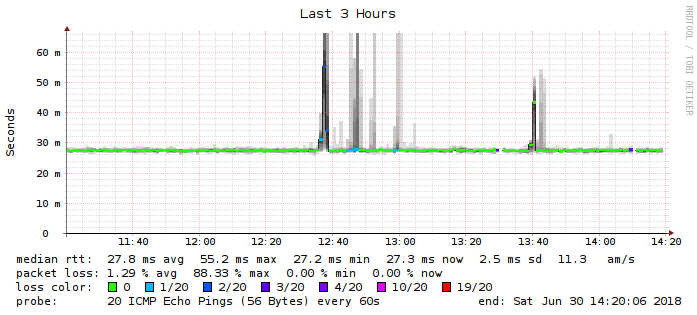 Last 3 Hours
RRDTOOL / TOBI OETIKER
Seconds
60 m
50 m
40 m
30 m
20 m
10 m
0
11:40 12:00 12:20 12:40 13:00 13:20 13:40 14:00 14:20
median rtt: 27.8 ms avg 55.2 ms max 27.2 ms min 27.3 ms now 2.5 ms sd 11.3 am/s
packet loss: 1.29 % avg 88.33 % max 0.00 % min 0.00 % now
loss color: 0 1/20 2/20 3/20 4/20 10/20 19/20
probe: 20 ICMP Echo Pings (56 Bytes) every 60s end: Sat Jun 30 14:20:06 2018